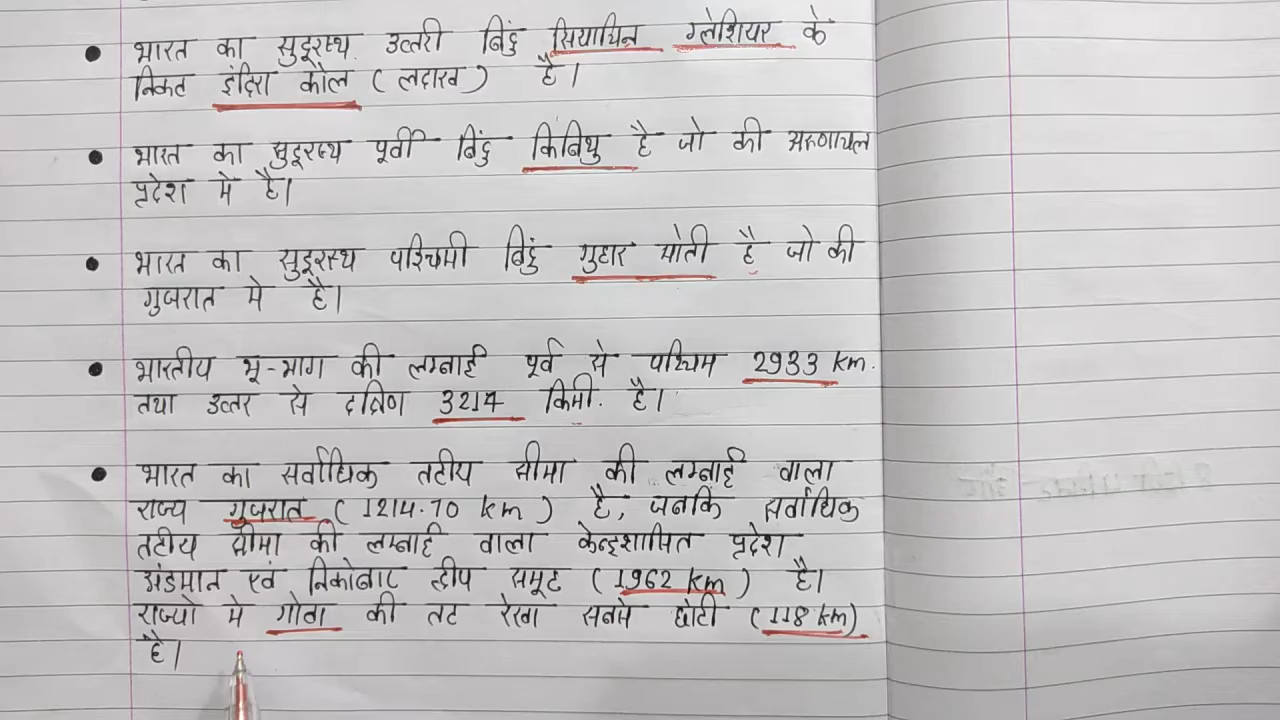 भारत का सुदूरस्थ उत्तरी बिंदु सियाचिन ग्लेशियर के
निकट इंदिरा कोल ( लद्दाख ) है।
भारत का सुदूरस्थ पूर्वी बिंदु किबिथु है जो की अरुणाचल
प्रदेश मे है।
भारत का सुदूरस्थ पश्चिमी बिंदुं गुहार मोती है जो की
गुजरात मे है।
भारतीय भू-भाग की लम्बाई पूर्व से पश्चिम 2933 km.
तथा उत्तर से दक्षिण 3214 किमी. है।
भारत का सर्वाधिक तटीय सीमा की लम्बाई वाला
राज्य गुजरात ( 1214.70 km ) है, जबकि सर्वाधिक
तटीय सीमा की लम्बाई वाला केन्द्रशासित प्रदेश
अंडमान एवं निकोबार द्वीप समूह ( 1962 km ) है।
राज्यो मे गोवा की तट रेखा सबसे छोटी ( 118 km)
है।